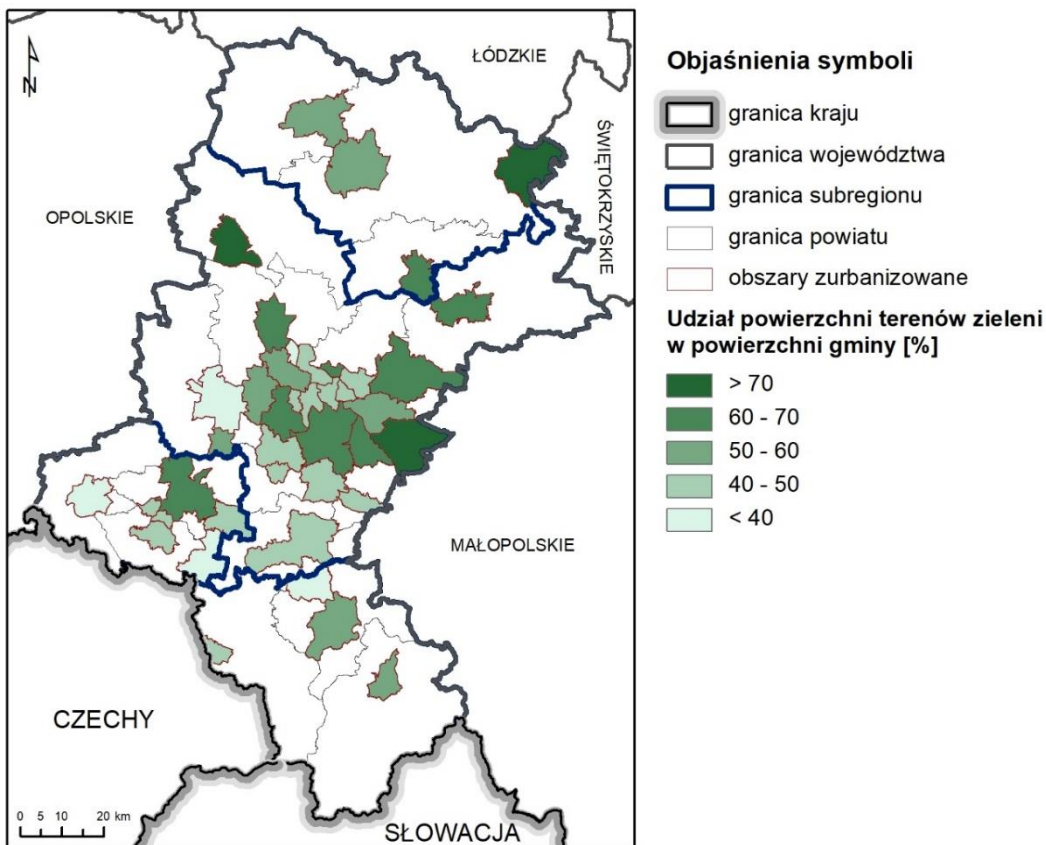 N
ŁÓDZKIE
ŚWIĘTOKRZYSKIE
OPOLSKIE
MAŁOPOLSKIE
CZECHY
SŁOWACJA
0 5 10 20 km
Objaśnienia symboli
granica kraju
granica województwa
granica subregionu
granica powiatu
obszary zurbanizowane
Udział powierzchni terenów zieleni
w powierzchni gminy [%]
> 70
60 - 70
50 - 60
40 - 50
< 40